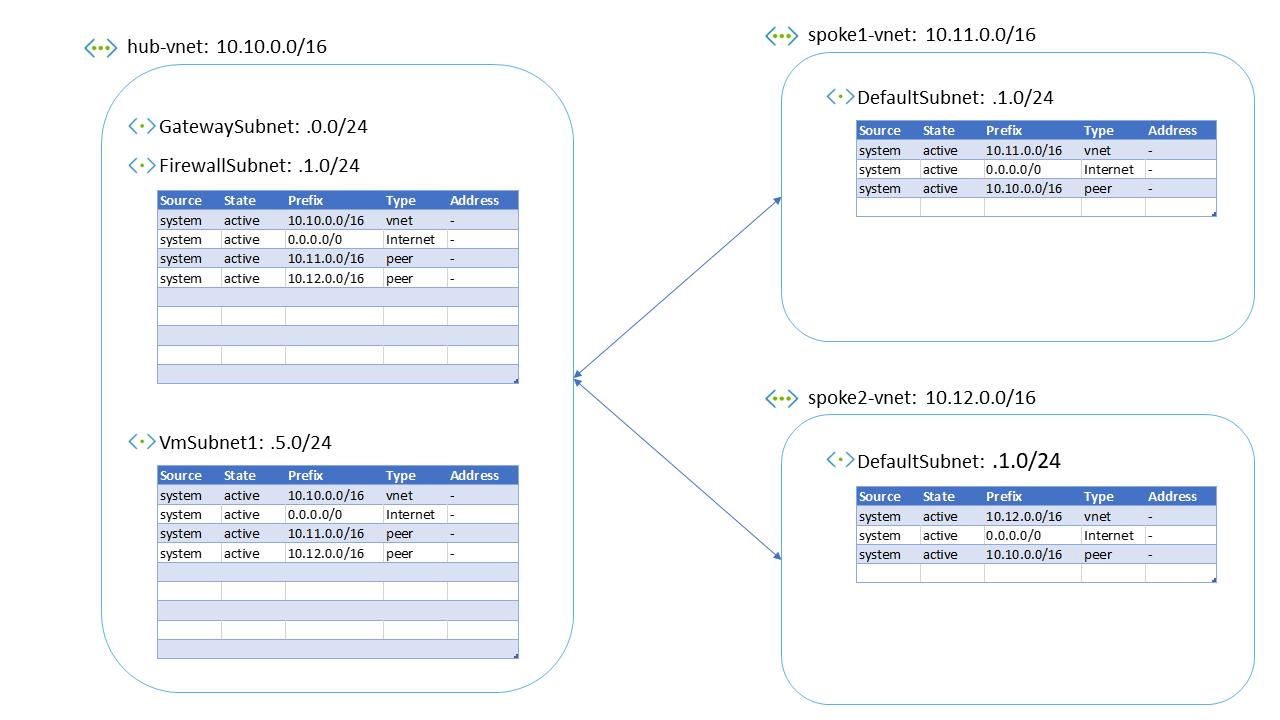 hub-vnet: 10.10.0.0/16
GatewaySubnet: .0.0/24
FirewallSubnet: .1.0/24
Source State Prefix Type Address
system active 10.10.0.0/16 vnet -
system active 0.0.0.0/0 Internet -
system active 10.11.0.0/16 peer -
system active 10.12.0.0/16 peer -
VmSubnet1: .5.0/24
Source State Prefix Type Address
system active 10.10.0.0/16 vnet -
system active 0.0.0.0/0 Internet -
system active 10.11.0.0/16 peer -
system active 10.12.0.0/16 peer -
spoke1-vnet: 10.11.0.0/16
DefaultSubnet: .1.0/24
Source State Prefix Type Address
system active 10.11.0.0/16 vnet -
system active 0.0.0.0/0 Internet -
system active 10.10.0.0/16 peer -
spoke2-vnet: 10.12.0.0/16
DefaultSubnet: .1.0/24
Source State Prefix Type Address
system active 10.12.0.0/16 vnet -
system active 0.0.0.0/0 Internet -
system active 10.10.0.0/16 peer -